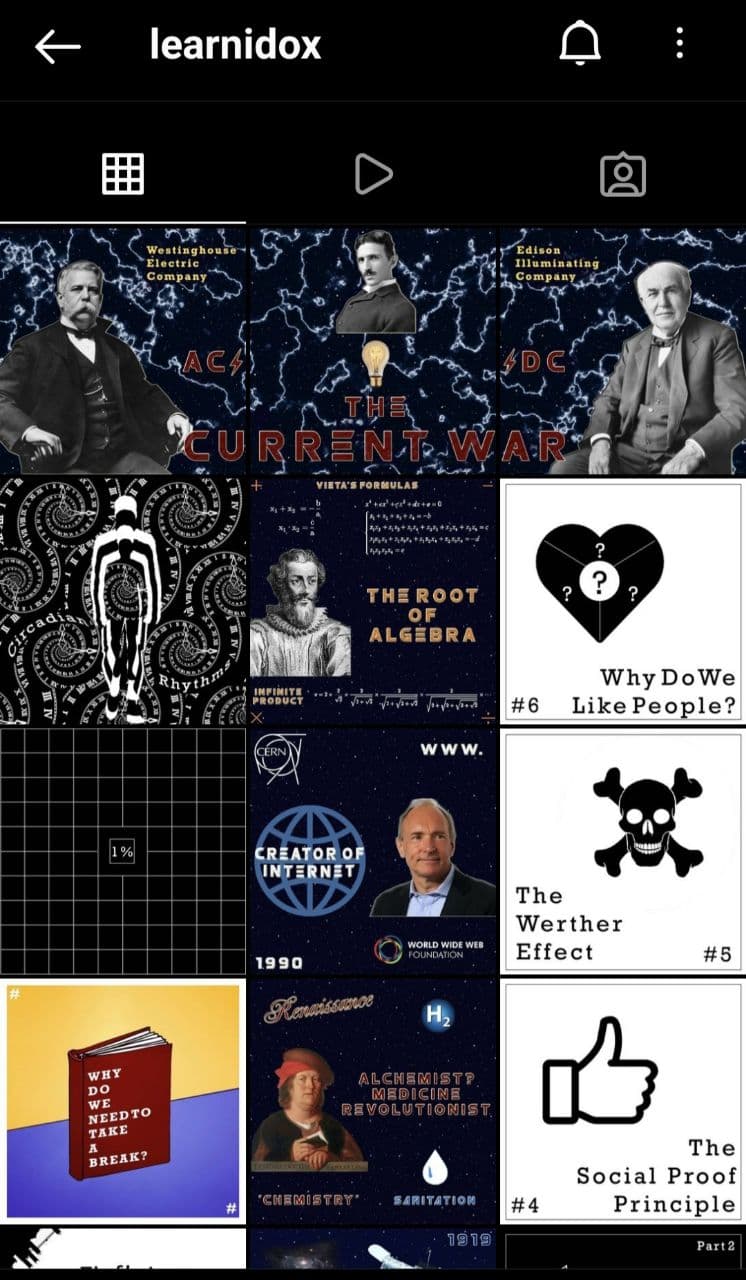 learnidox
Westinghouse
Electric
Company
AC
Edison
Illuminating
Company
DC
THE
CURRENT WAR
Circadian
Rhythms
VIETA'S FORMULAS
THE ROOT
OF
ALGEBRA
INFINITE
PRODUCT
?
? ? ?
Why Do We
#6 Like People?
1%
CERN
WWW.
CREATOR OF
INTERNET
WORLD WIDE WEB
FOUNDATION
1990
The
Werther
Effect
#5
#
WHY
DO
WE
NEED TO
TAKE
A
BREAK?
#
Renaissance
H2
ALCHEMIST?
MEDICINE
REVOLUTIONIST
"CHEMISTRY"
SANITATION
The
Social Proof
#4 Principle
1919
Part 2